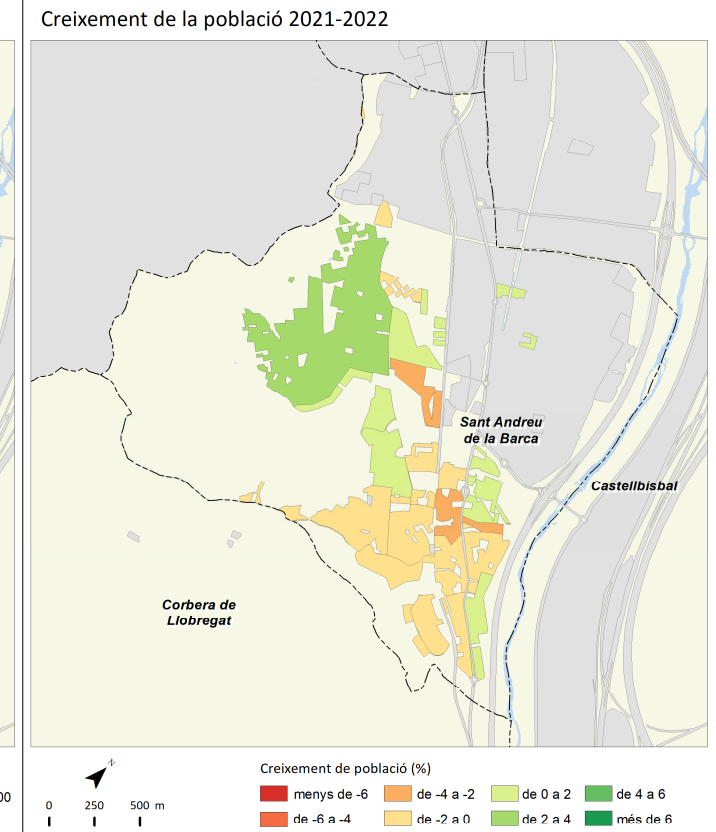 Creixement de la població 2021-2022
Sant Andreu
de la Barca
Castellbisbal
Corbera de
Llobregat
N
00
0 250 500 m
Creixement de població (%)
menys de -6
de -4 a -2
de 0 a 2
de 4 a 6
de -6 a -4
de -2 a 0
de 2 a 4
més de 6